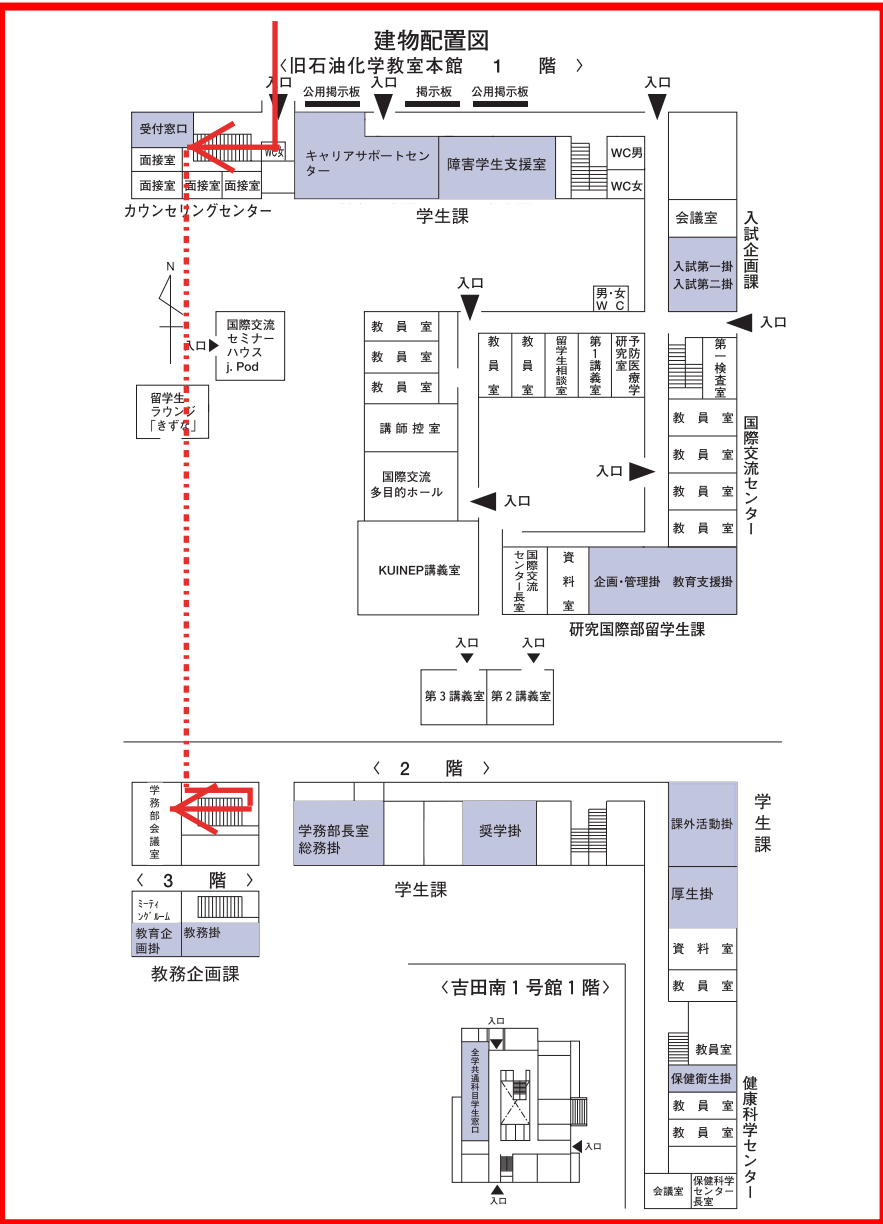 建物配置図
〈旧石油化学教室本館 1 階 〉
入口
公用掲示板
入口
掲示板
公用掲示板
入口
受付窓口
面接室
面接室
面接室
面接室
WC女
カウンセリングセンター
キャリアサポートセン
ター
障害学生支援室
WC男
WC女
学生課
会議室
入試第一掛
入試第二掛
入試企画課
N
入口
国際交流
セミナー
ハウス
j. Pod
留学生
ラウンジ
「きずな」
入口
男・女
W C
入口
教員室
教員室
教員室
講師控室
国際交流
多目的ホール
KUINEP講義室
教員室
教員室
留学生相談室
第1講義室
予防医療学
研究室
第一検査室
教員室
教員室
教員室
教員室
国際交流センター
入口
入口
国際交流
センター長室
資料室
企画・管理掛
教育支援掛
研究国際部留学生課
入口
入口
第3講義室
第2講義室
〈 2 階 〉
学務部会議室
学務部長室
総務掛
奨学掛
学生課
課外活動掛
学生課
厚生掛
資料室
教員室
教員室
保健衛生掛
教員室
教員室
健康科学センター
会議室
保健科学
センター
長室
〈 3 階 〉
ミーティ
ングルーム
教育企
画掛
教務掛
教務企画課
〈吉田南1号館1階〉
入口
全学共通科目学生窓口
入口
入口